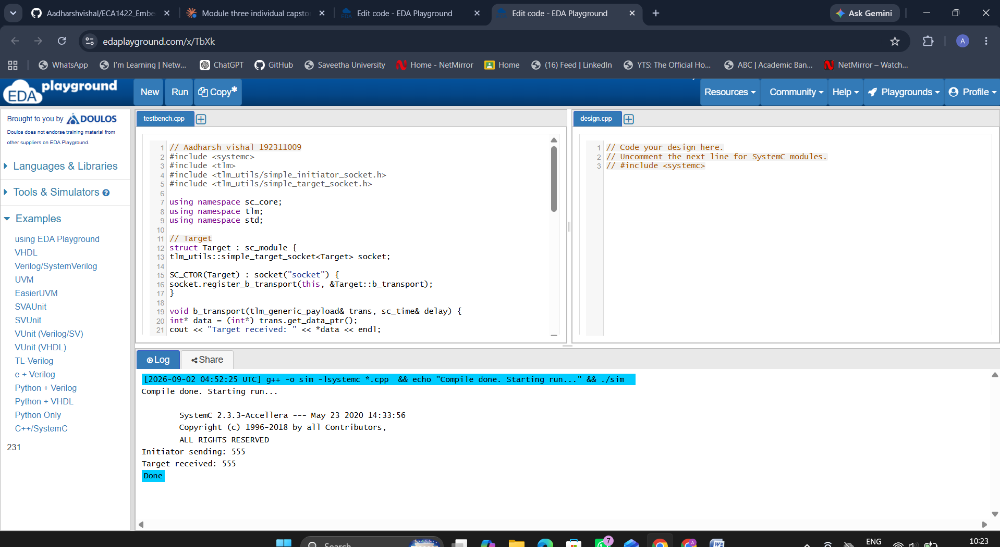 Aadharshvishal/ECA1422_Embe
Module three individual capsto
Edit code - EDA Playground
Edit code - EDA Playground
Ask Gemini
edaplayground.com/x/TbXk
A
WhatsApp
I'm Learning | Netw...
ChatGPT
GitHub
Saveetha University
Home - NetMirror
Home
(16) Feed | LinkedIn
YTS: The Official Ho...
ABC | Academic Ban...
NetMirror – Watch...
EDA playground
New
Run
Copy*
Resources
Community
Help
Playgrounds
Profile
Brought to you by DOULOS
Doulos does not endorse training material from
other suppliers on EDA Playground.
Languages & Libraries
Tools & Simulators
Examples
using EDA Playground
VHDL
Verilog/SystemVerilog
UVM
EasierUVM
SVAUnit
SVUnit
VUnit (Verilog/SV)
VUnit (VHDL)
TL-Verilog
e + Verilog
Python + Verilog
Python + VHDL
Python Only
C++/SystemC
231
testbench.cpp
1 // Aadharsh vishal 192311009
2 #include <systemc>
3 #include <tlm>
4 #include <tlm_utils/simple_initiator_socket.h>
5 #include <tlm_utils/simple_target_socket.h>
6
7 using namespace sc_core;
8 using namespace tlm;
9 using namespace std;
10
11 // Target
12 struct Target : sc_module {
13 tlm_utils::simple_target_socket<Target> socket;
14
15 SC_CTOR(Target) : socket("socket") {
16 socket.register_b_transport(this, &Target::b_transport);
17 }
18
19 void b_transport(tlm_generic_payload& trans, sc_time& delay) {
20 int* data = (int*) trans.get_data_ptr();
21 cout << "Target received: " << *data << endl;
design.cpp
1 // Code your design here.
2 // Uncomment the next line for SystemC modules.
3 // #include <systemc>
Log
Share
[2026-09-02 04:52:25 UTC] g++ -o sim -lsystemc *.cpp && echo "Compile done. Starting run..." && ./sim
Compile done. Starting run...
SystemC 2.3.3-Accellera --- May 23 2020 14:33:56
Copyright (c) 1996-2018 by all Contributors,
ALL RIGHTS RESERVED
Initiator sending: 555
Target received: 555
Done
Search
7
A
ENG
10:23